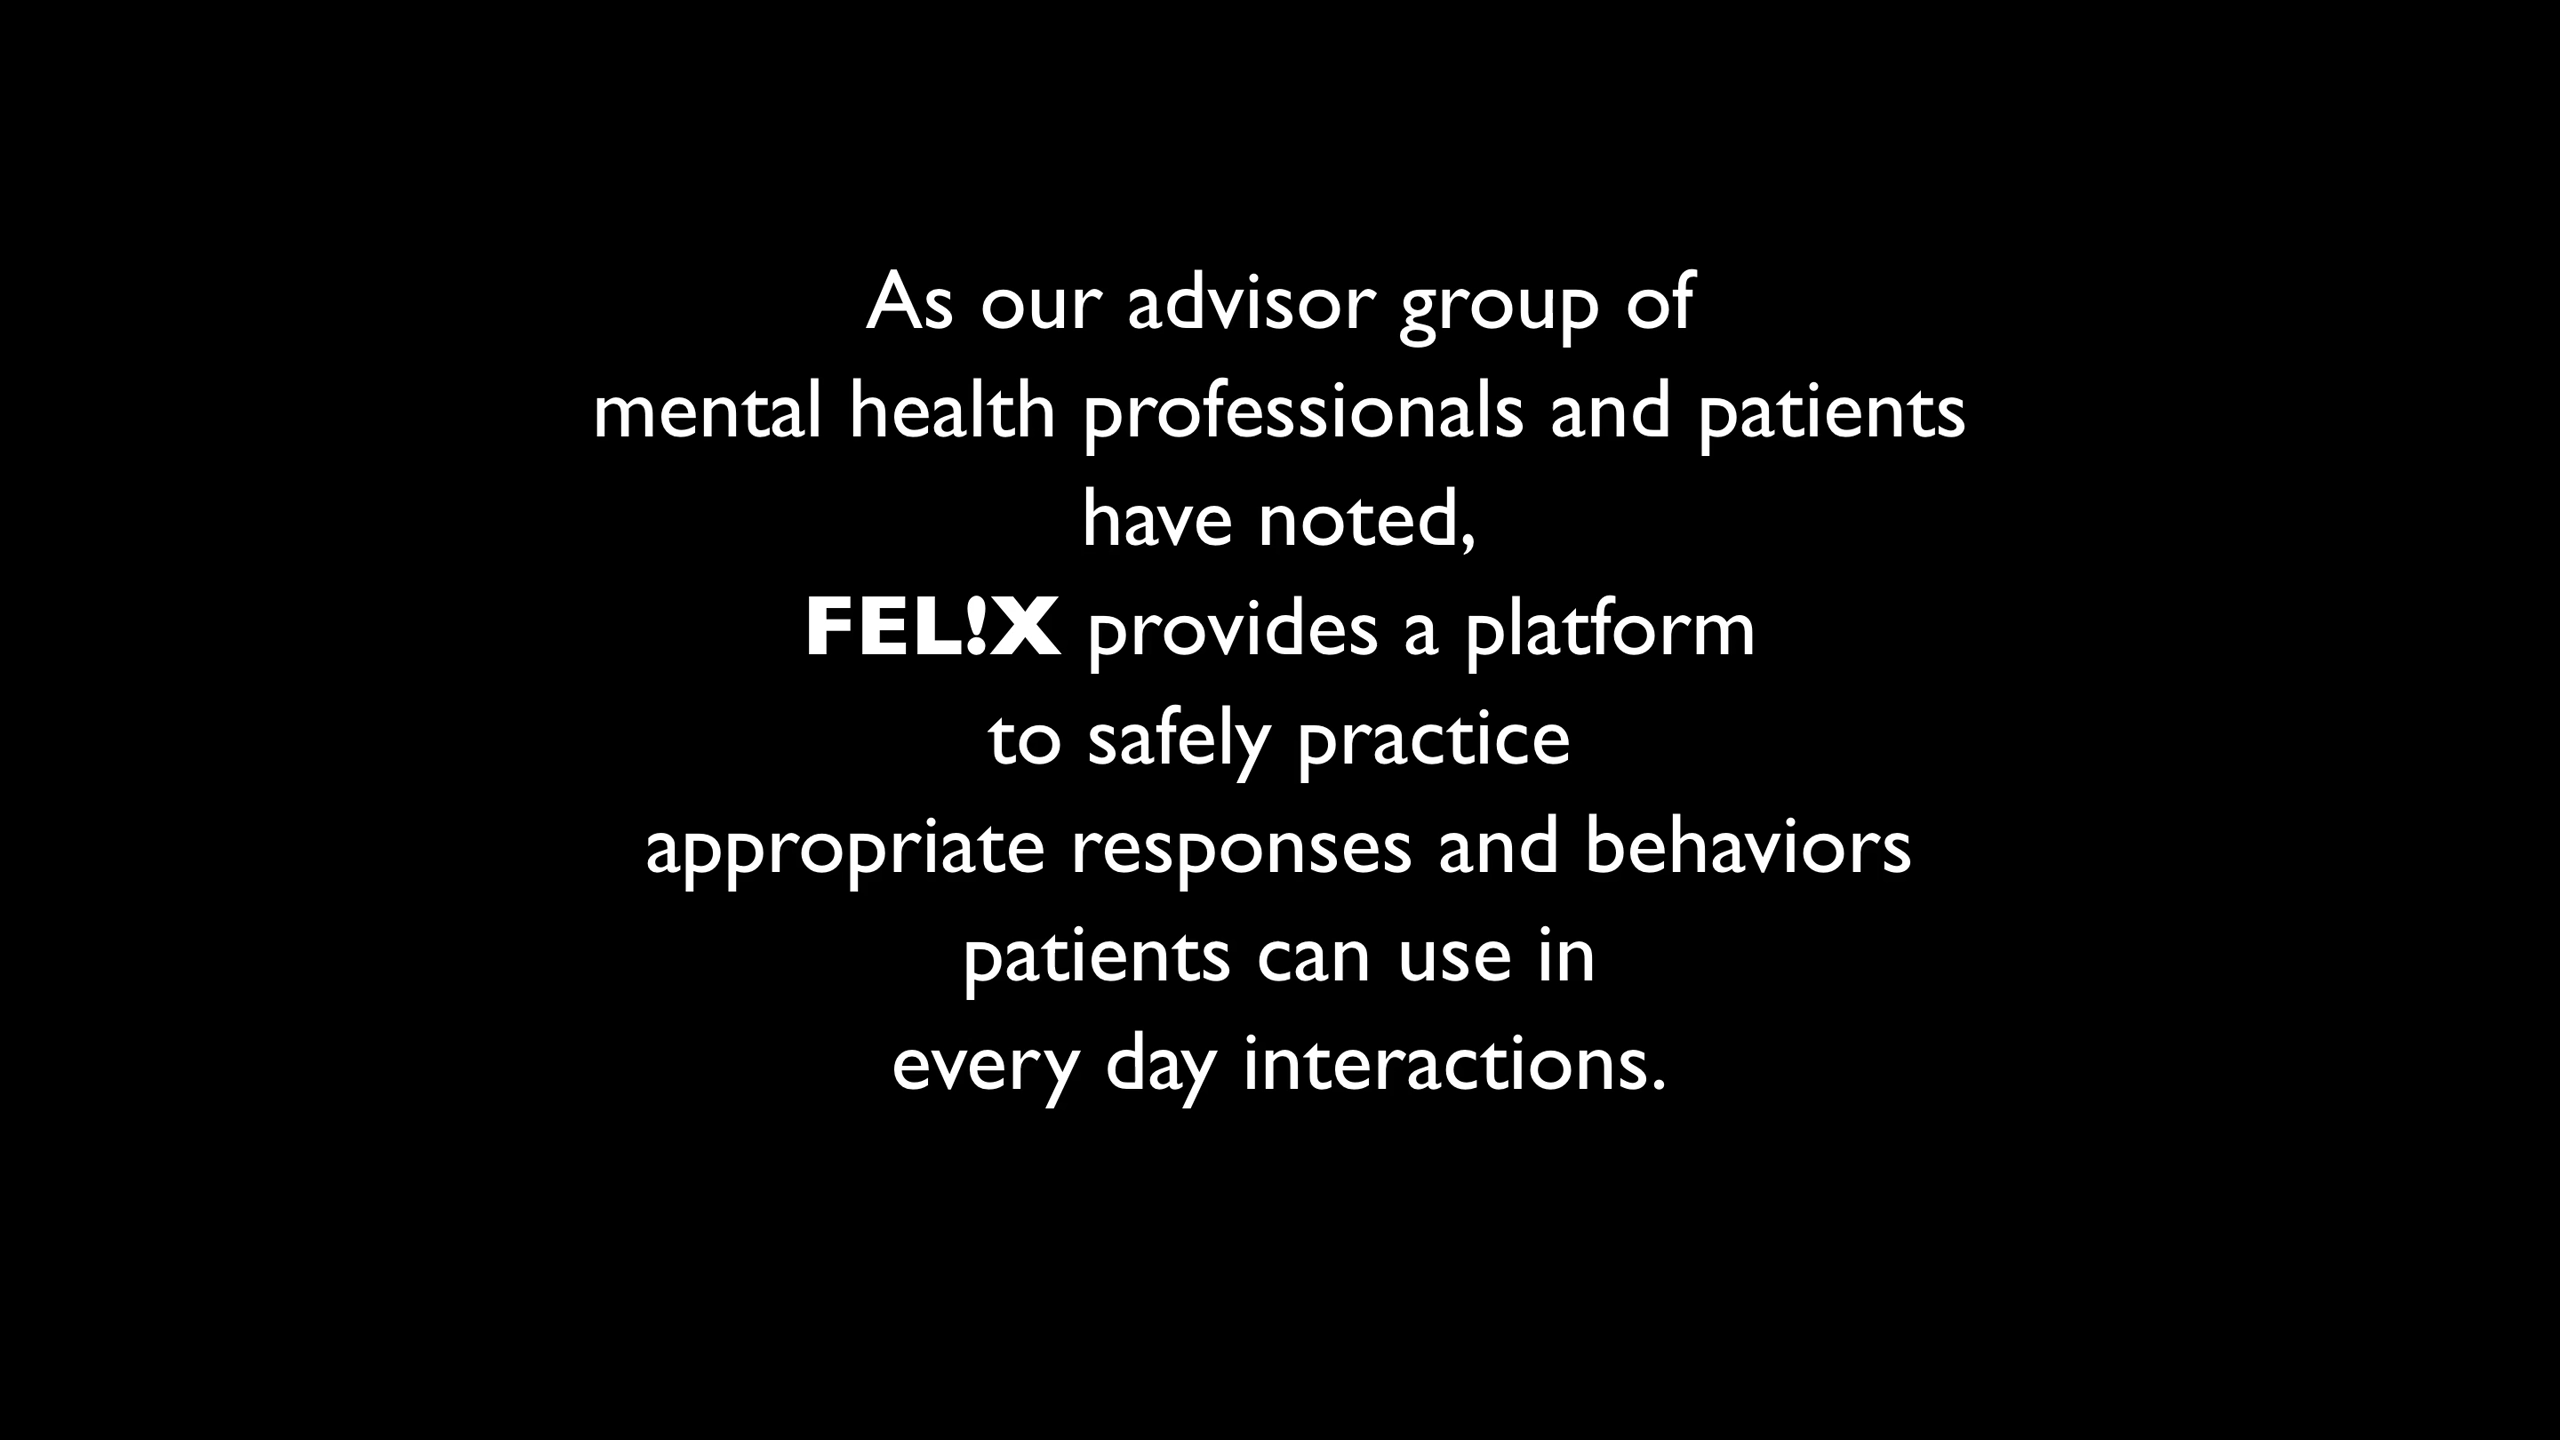 As our advisor group of
mental health professionals and patients
have noted,
FEL!X provides a platform
to safely practice
appropriate responses and behaviors
patients can use in
every day interactions.